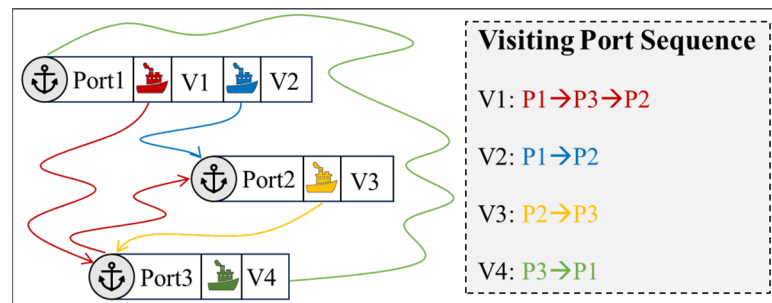 Port1 V1 V2
Port2 V3
Port3 V4
Visiting Port Sequence
V1: P1→P3→P2
V2: P1→P2
V3: P2→P3
V4: P3→P1